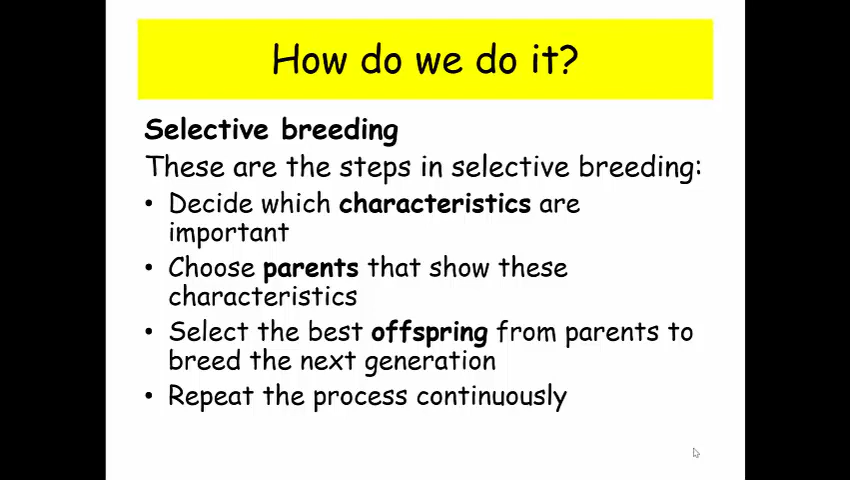 How do we do it?
Selective breeding
These are the steps in selective breeding:
• Decide which characteristics are
important
• Choose parents that show these
characteristics
• Select the best offspring from parents to
breed the next generation
• Repeat the process continuously